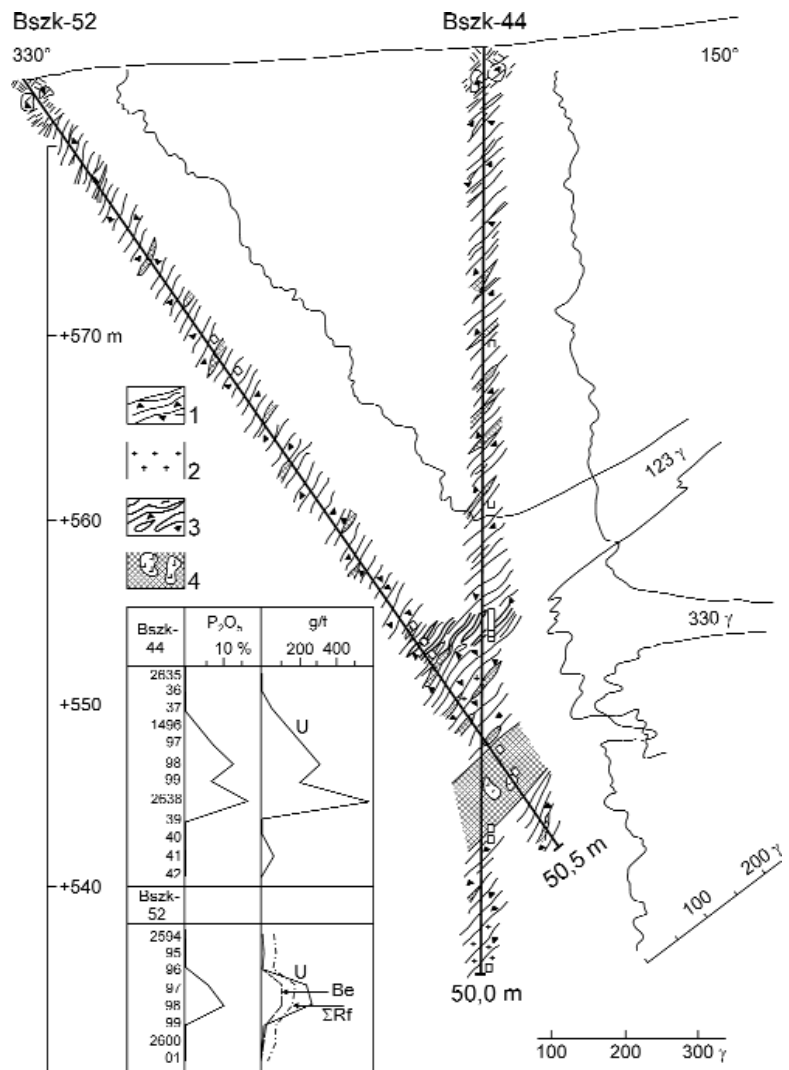 Bszk-52
Bszk-44
330°
150°
+570 m
1
2
+560
3
4
123 γ
330 γ
Bszk-
44
P₂O₅
10 %
g/t
200 400
2635
36
37
1496
97
98
99
2638
39
40
41
42
U
+550
+540
Bszk-
52
2594
95
96
97
98
99
2600
01
U
Be
ΣRf
50,5 m
50,0 m
100
200 γ
100 200 300 γ